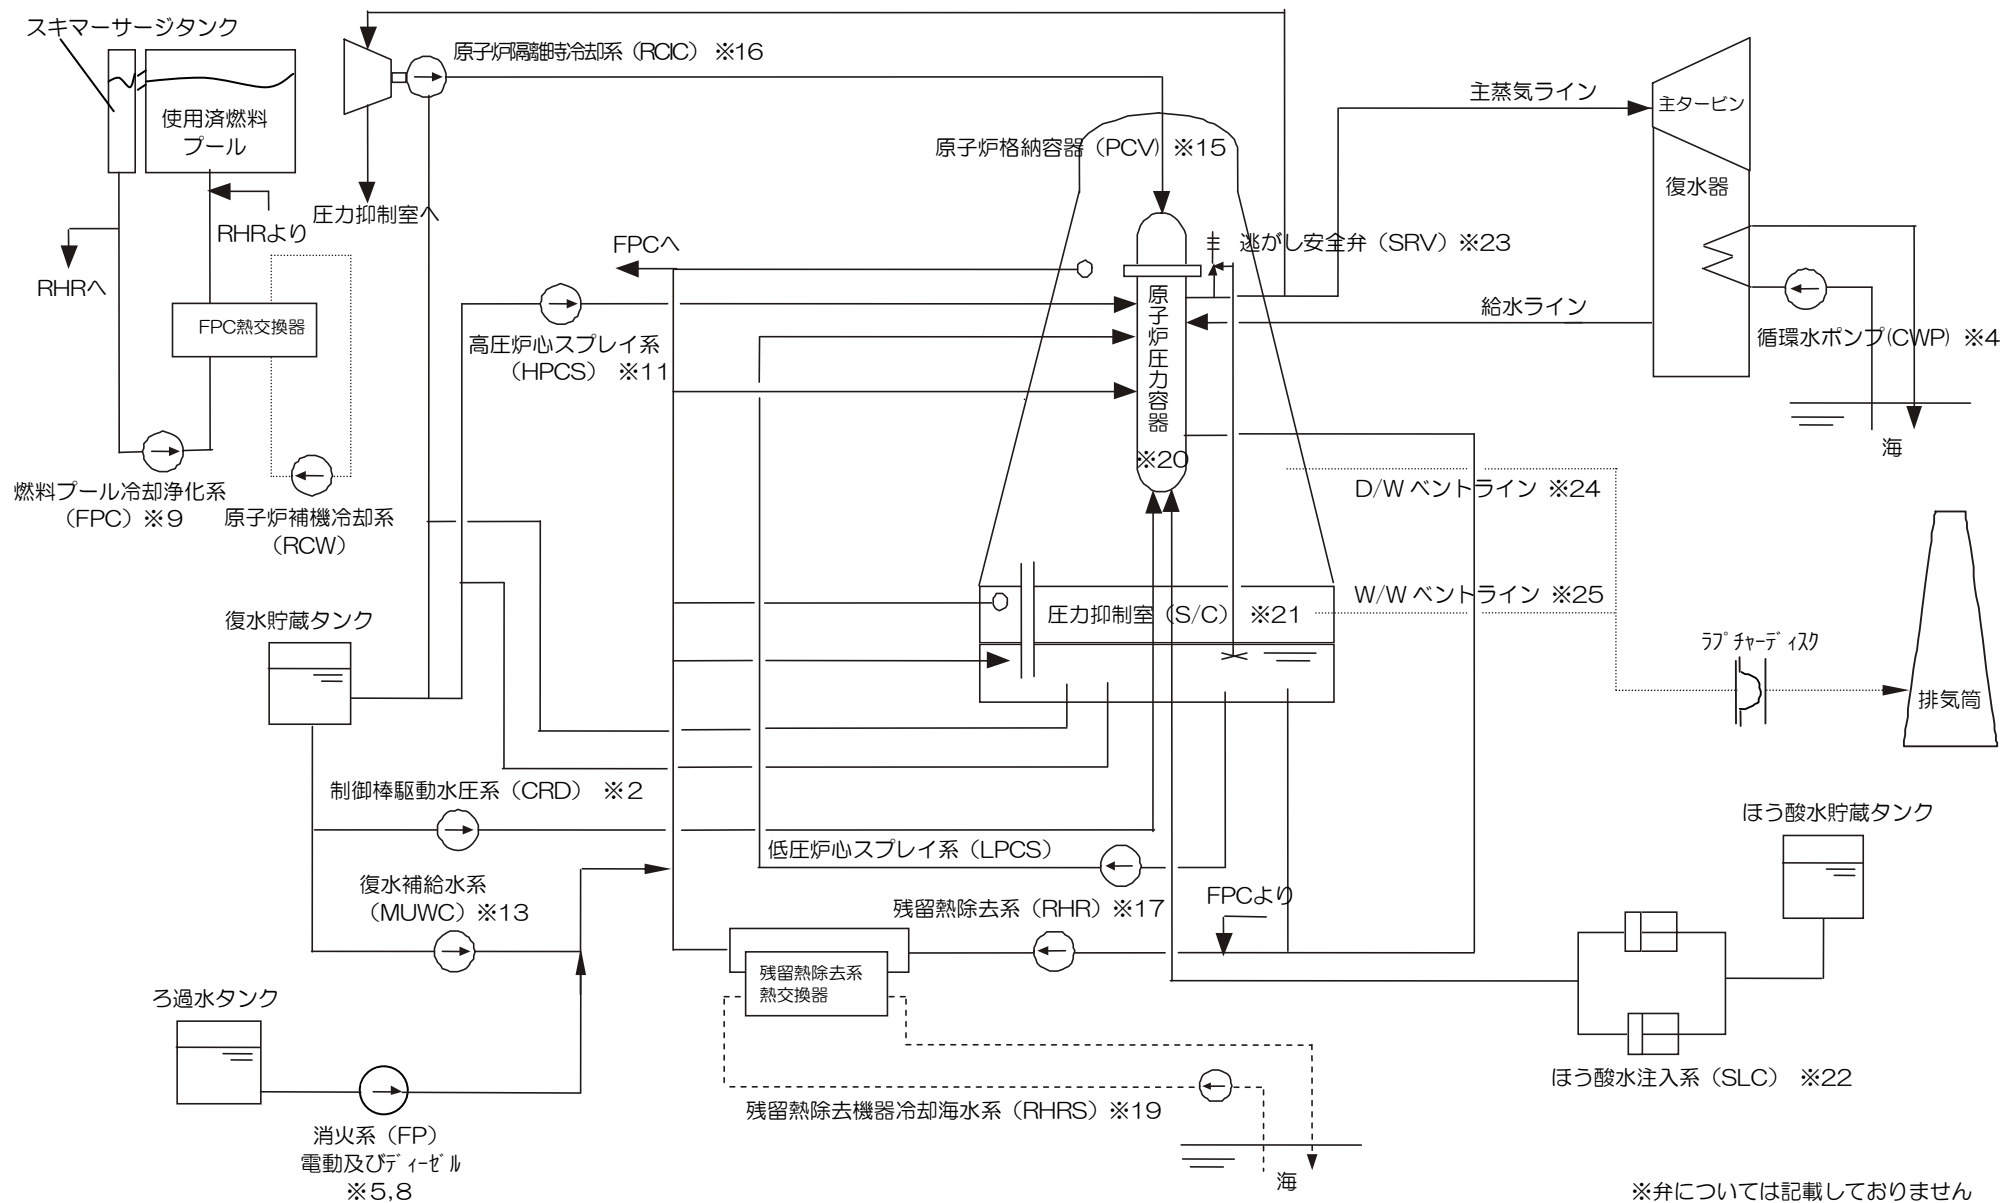 スキマーサージタンク
使用済燃料
プール
原子炉隔離時冷却系（RCIC） ※16
圧力抑制室へ
RHRより
RHRへ
FPC熱交換器
燃料プール冷却浄化系
（FPC）※9
原子炉補機冷却系
（RCW）
FPCへ
高圧炉心スプレイ系
（HPCS） ※11
原子炉格納容器（PCV）※15
逃がし安全弁（SRV）※23
原子炉圧力容器
※20
主蒸気ライン
主タービン
復水器
給水ライン
循環水ポンプ(CWP) ※4
海
D/W ベントライン ※24
W/W ベントライン ※25
圧力抑制室（S/C） ※21
ﾗﾌﾟﾁｬｰﾃﾞｨｽｸ
排気筒
復水貯蔵タンク
制御棒駆動水圧系（CRD） ※2
低圧炉心スプレイ系（LPCS）
復水補給水系
（MUWC）※13
残留熱除去系（RHR）※17
FPCより
ほう酸水貯蔵タンク
残留熱除去系
熱交換器
ろ過水タンク
ほう酸水注入系（SLC） ※22
残留熱除去機器冷却海水系（RHRS）※19
消火系（FP）
電動及びﾃﾞｨｰｾﾞﾙ
※5,8
海
※弁については記載しておりません